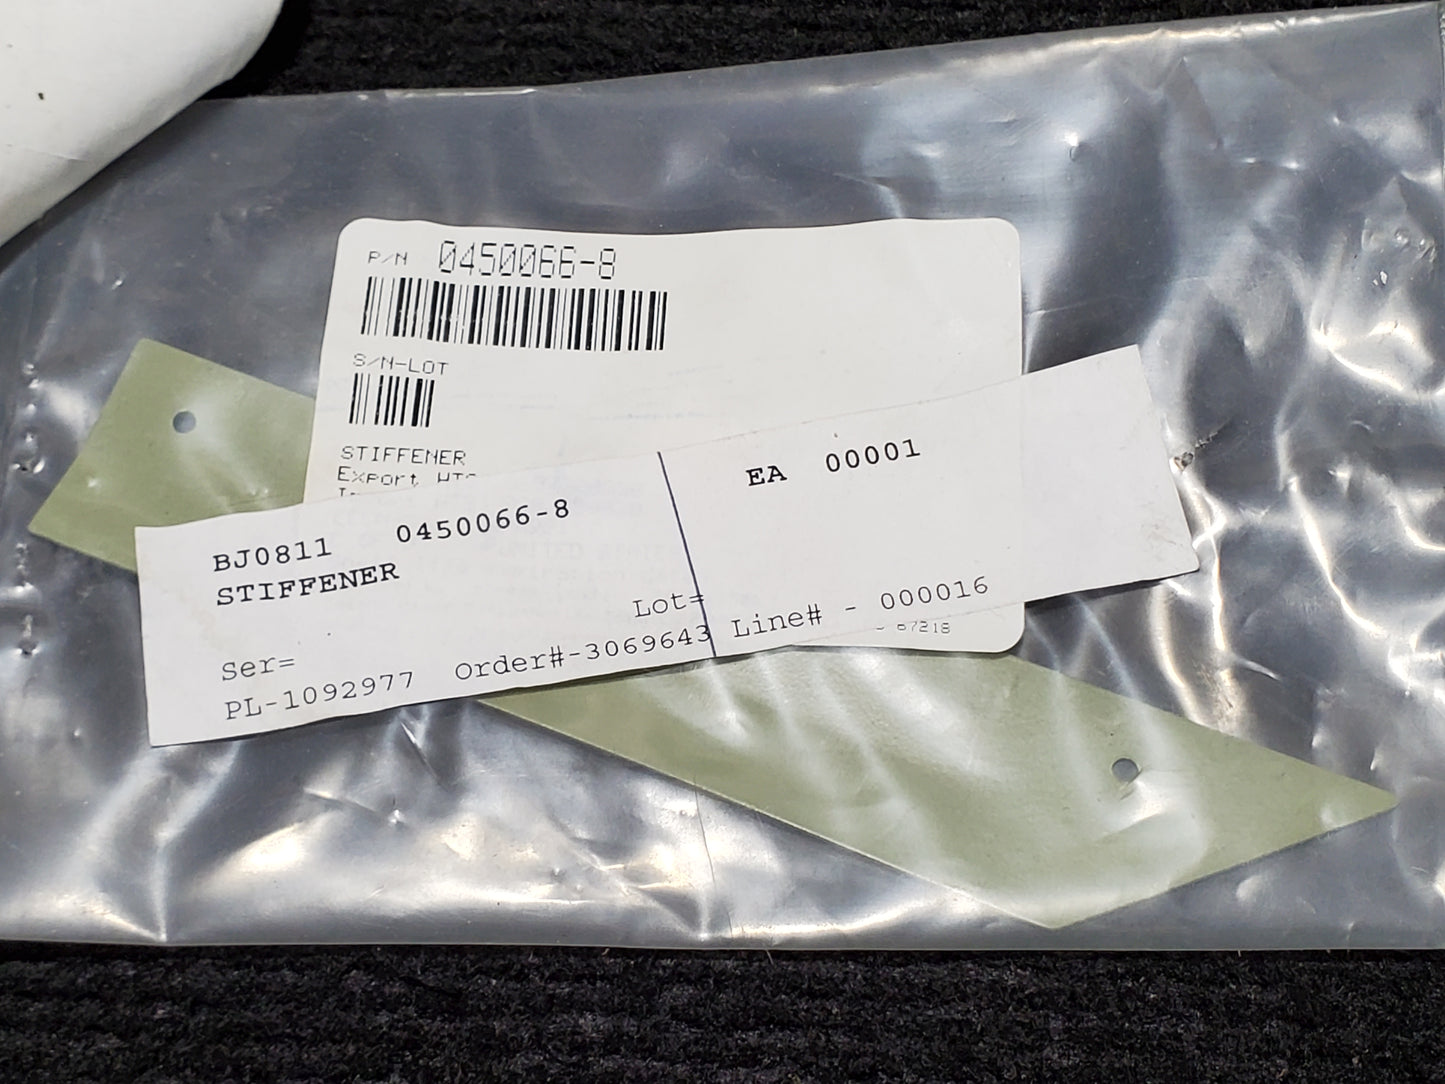 P/N 0450066-8
S/N-LOT
STIFFENER
Export
BJ0811 0450066-8 EA 00001
STIFFENER
Lot=
Ser=
PL-1092977 Order#-3069643 Line# - 000016
- 67218